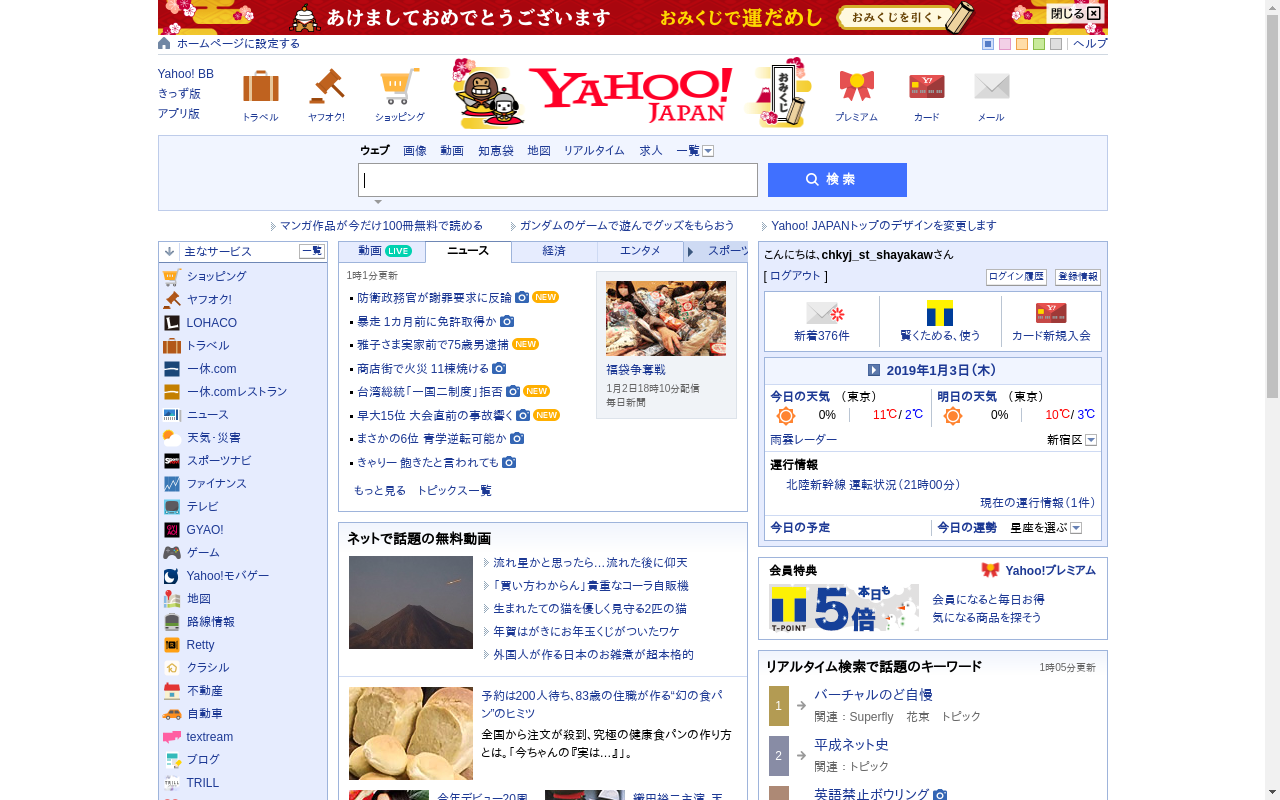 あけましておめでとうございます
おみくじで運だめし
おみくじを引く
閉じる
ホームページに設定する
ヘルプ
Yahoo! BB
きっず版
アプリ版
トラベル
ヤフオク!
ショッピング
YAHOO!
JAPAN
おみくじ
プレミアム
カード
メール
ウェブ 画像 動画 知恵袋 地図 リアルタイム 求人 一覧
検索
マンガ作品が今だけ100冊無料で読める
ガンダムのゲームで遊んでグッズをもらおう
Yahoo! JAPANトップのデザインを変更します
主なサービス 一覧
ショッピング
ヤフオク!
LOHACO
トラベル
一休.com
一休.comレストラン
ニュース
天気・災害
スポーツナビ
ファイナンス
テレビ
GYAO!
ゲーム
Yahoo!モバゲー
地図
路線情報
Retty
クラシル
不動産
自動車
textream
ブログ
TRILL
動画 LIVE ニュース 経済 エンタメ スポーツ
1時1分更新
防衛政務官が謝罪要求に反論 NEW
暴走 1カ月前に免許取得か
雅子さま実家前で75歳男逮捕 NEW
商店街で火災 11棟焼ける
台湾総統「一国二制度」拒否 NEW
早大15位 大会直前の事故響く NEW
まさかの6位 青学逆転可能か
きゃりー 飽きたと言われても
もっと見る トピックス一覧
福袋争奪戦
1月2日18時10分配信
毎日新聞
ネットで話題の無料動画
流れ星かと思ったら…流れた後に仰天
「買い方わからん」貴重なコーラ自販機
生まれたての猫を優しく見守る2匹の猫
年賀はがきにお年玉くじがついたワケ
外国人が作る日本のお雑煮が超本格的
予約は200人待ち、83歳の住職が作る“幻の食パン”のヒミツ
全国から注文が殺到、究極の健康食パンの作り方とは。「今ちゃんの『実は…』」。
今年デビュー20周
織田裕二主演、天
こんにちは、chkyj_st_shayakawさん
[ ログアウト ] ログイン履歴 登録情報
新着376件
賢くためる、使う
カード新規入会
2019年1月3日（木）
今日の天気 （東京）
0% 11℃/ 2℃
明日の天気 （東京）
0% 10℃/ 3℃
雨雲レーダー 新宿区
運行情報
北陸新幹線 運転状況（21時00分）
現在の運行情報（1件）
今日の予定 今日の運勢 星座を選ぶ
会員特典 Yahoo!プレミアム
T-POINT
本日も
5倍
会員になると毎日お得
気になる商品を探そう
リアルタイム検索で話題のキーワード 1時05分更新
1 バーチャルのど自慢
関連：Superfly 花束 トピック
2 平成ネット史
関連：トピック
英語禁止ボウリング